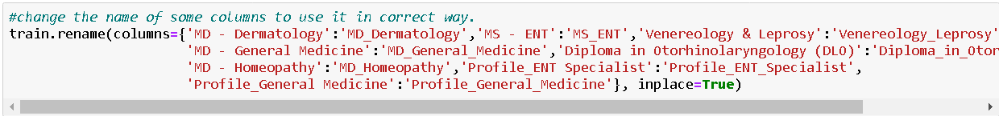 #change the name of some columns to use it in correct way.
train.rename(columns={'MD - Dermatology':'MD_Dermatology','MS - ENT':'MS_ENT','Venereology & Leprosy':'Venereology_Leprosy'
'MD - General Medicine':'MD_General_Medicine','Diploma in Otorhinolaryngology (DLO)':'Diploma_in_Otor
'MD - Homeopathy':'MD_Homeopathy','Profile_ENT Specialist':'Profile_ENT_Specialist',
'Profile_General Medicine':'Profile_General_Medicine'}, inplace=True)